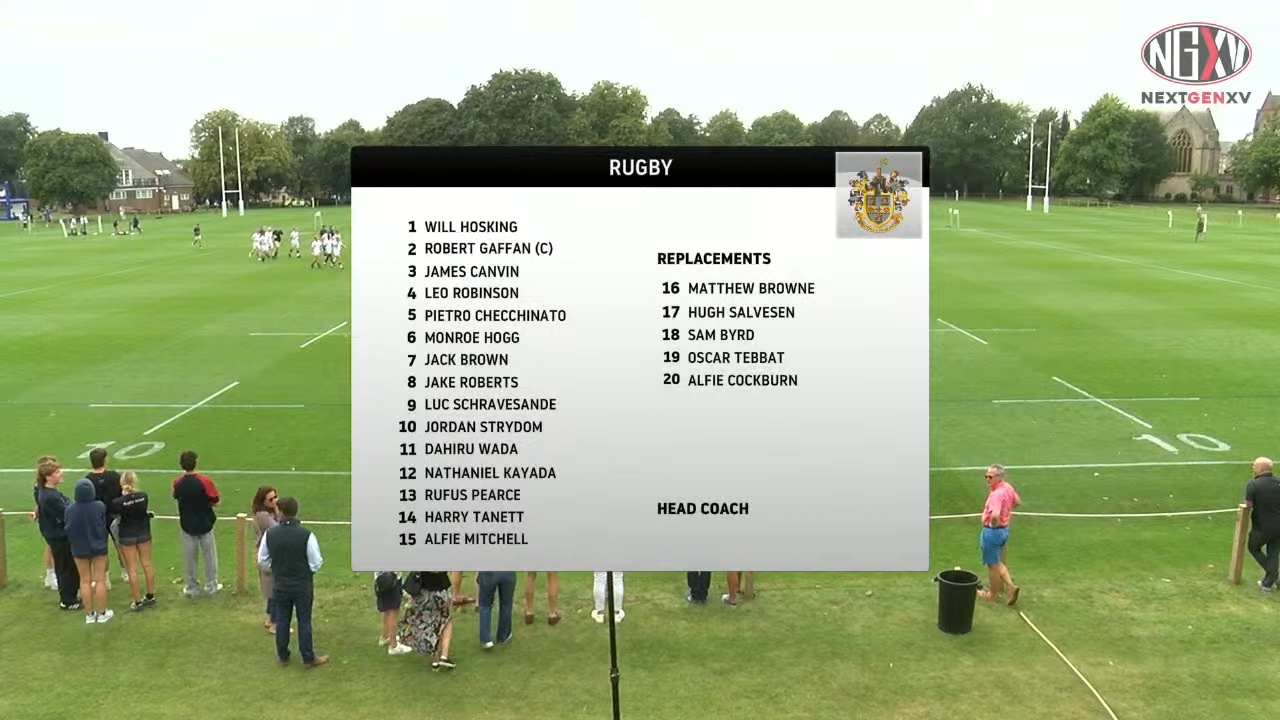 NGXV
NEXTGENXV
RUGBY
1 WILL HOSKING
2 ROBERT GAFFAN (C)
3 JAMES CANVIN
4 LEO ROBINSON
5 PIETRO CHECCHINATO
6 MONROE HOGG
7 JACK BROWN
8 JAKE ROBERTS
9 LUC SCHRAVESANDE
10 JORDAN STRYDOM
11 DAHIRU WADA
12 NATHANIEL KAYADA
13 RUFUS PEARCE
14 HARRY TANETT
15 ALFIE MITCHELL
REPLACEMENTS
16 MATTHEW BROWNE
17 HUGH SALVESEN
18 SAM BYRD
19 OSCAR TEBBAT
20 ALFIE COCKBURN
HEAD COACH
10
10